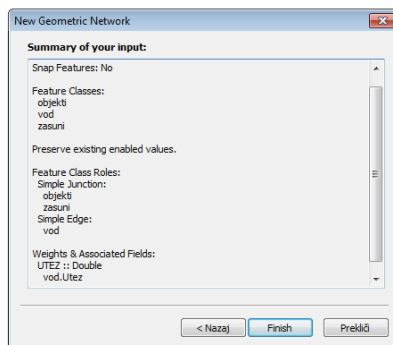 New Geometric Network
Summary of your input:
Snap Features: No
Feature Classes:
objekti
vod
zasuni
Preserve existing enabled values.
Feature Class Roles:
Simple Junction:
objekti
zasuni
Simple Edge:
vod
Weights & Associated Fields:
UTEZ :: Double
vod.Utez
< Nazaj
Finish
Prekliči